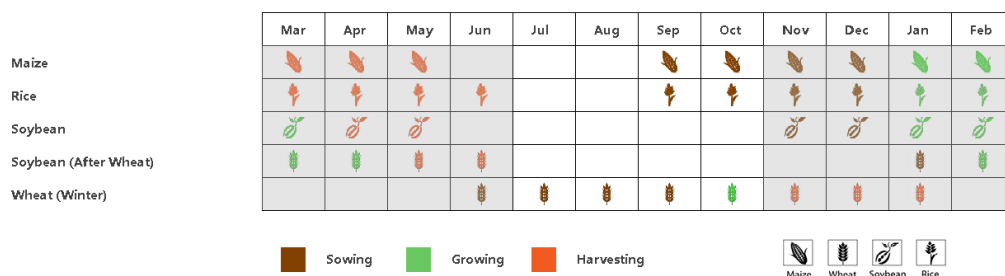 Mar Apr May Jun Jul Aug Sep Oct Nov Dec Jan Feb
Maize
Rice
Soybean
Soybean (After Wheat)
Wheat (Winter)
Sowing Growing Harvesting
Maize Wheat Soybean Rice